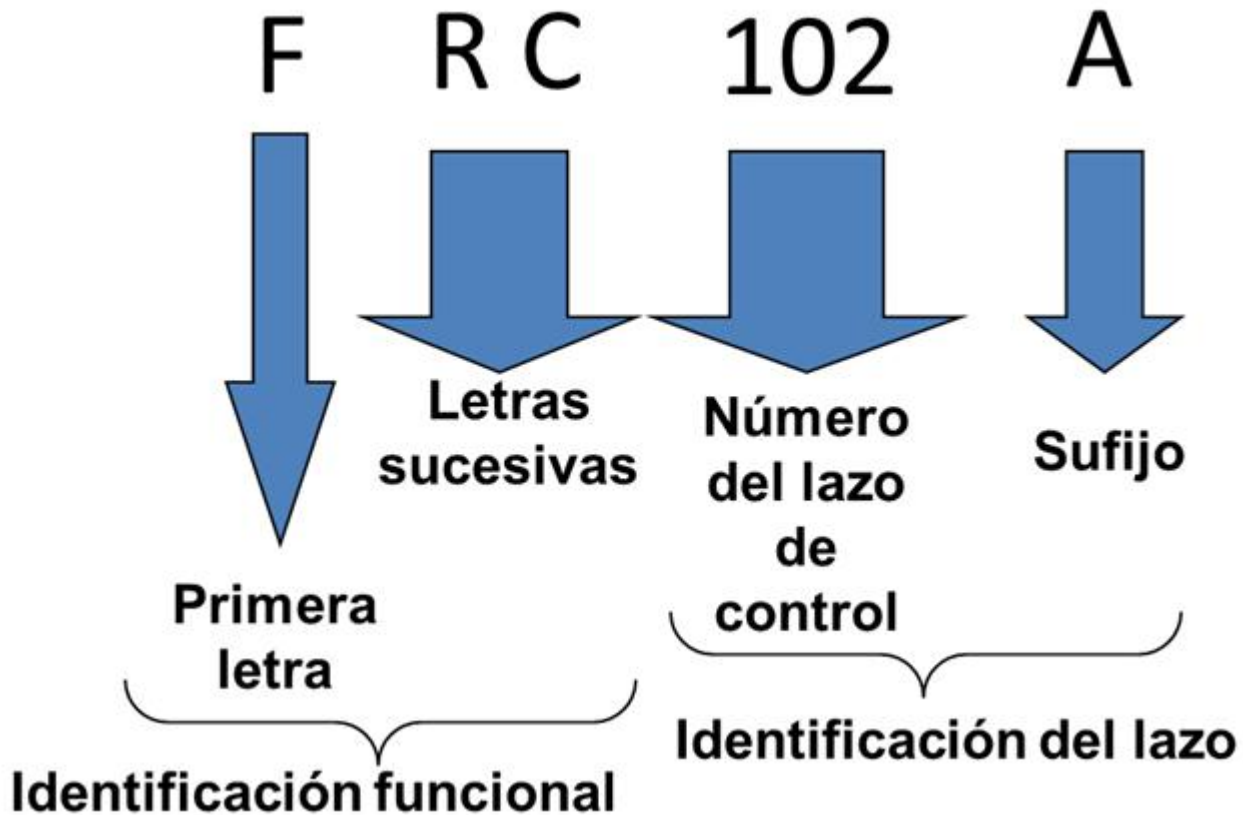 F R C 102 A
Letras
sucesivas
Número
del lazo
de
control
Sufijo
Primera
letra
Identificación funcional
Identificación del lazo